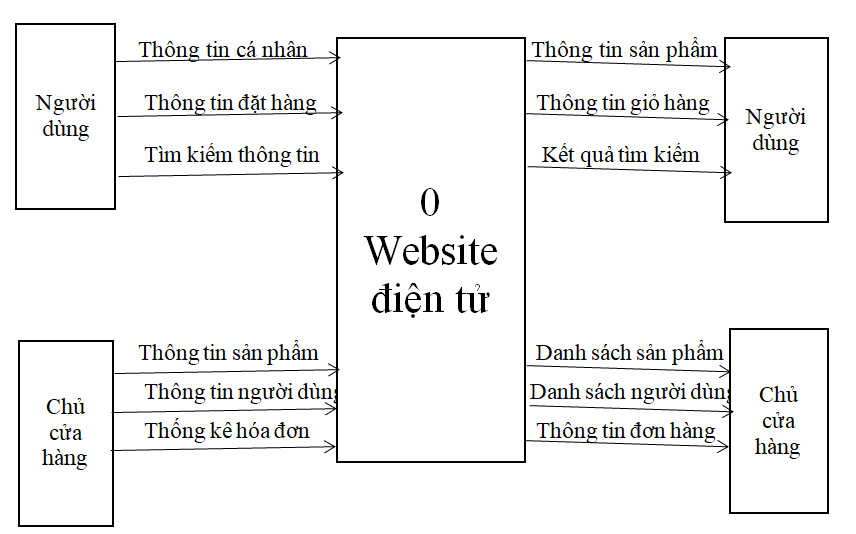 Người
dùng
Thông tin cá nhân
Thông tin đặt hàng
Tìm kiếm thông tin
0
Website
điện tử
Thông tin sản phẩm
Thông tin giỏ hàng
Kết quả tìm kiếm
Người
dùng
Chủ
cửa
hàng
Thông tin sản phẩm
Thông tin người dùng
Thống kê hóa đơn
Danh sách sản phẩm
Danh sách người dùng
Thông tin đơn hàng
Chủ
cửa
hàng